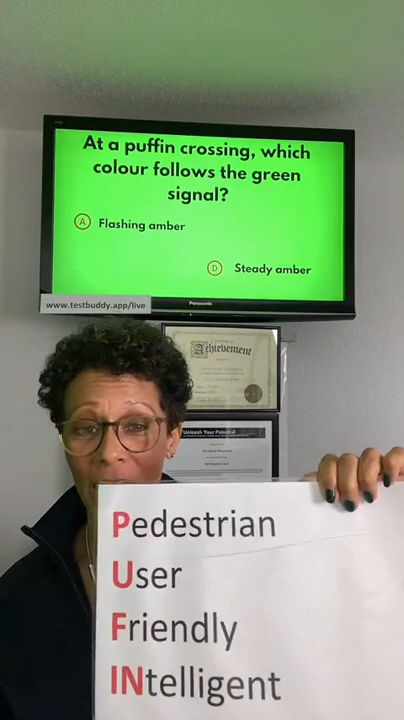 At a puffin crossing, which
colour follows the green
signal?
A Flashing amber
D Steady amber
www.testbuddy.app/live
Panasonic
Achievement
Unleash Your Potential
Pedestrian
User
Friendly
INtelligent